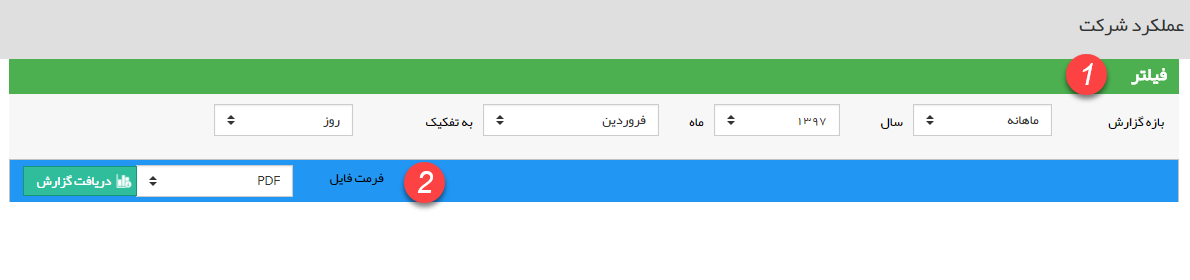 عملکرد شرکت
فیلتر 1
بازه گزارش ماهانه سال ۱۳۹۷ ماه فروردین به تفکیک روز
2 فرمت فایل PDF دریافت گزارش